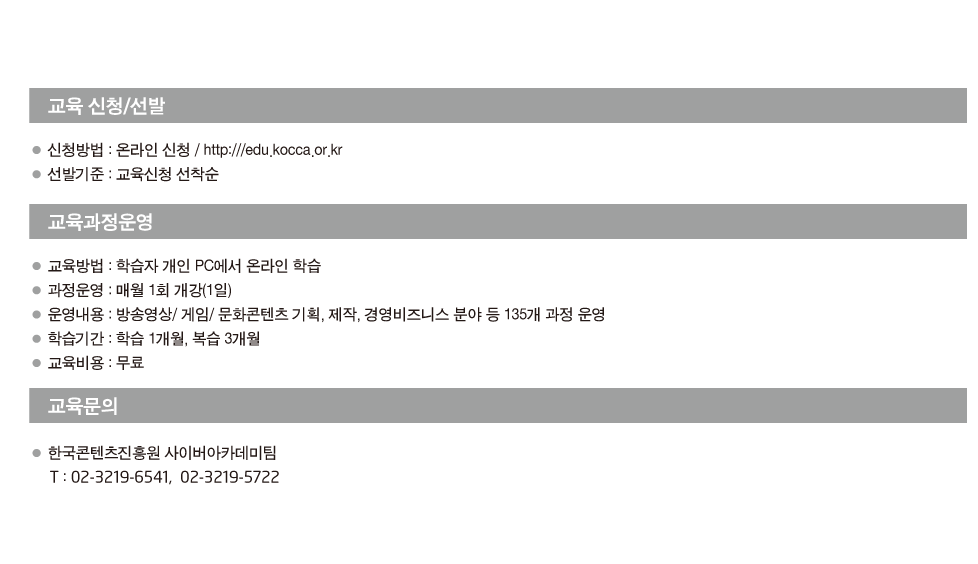 교육 신청/선발
● 신청방법 : 온라인 신청 / http:///edu.kocca.or.kr
● 선발기준 : 교육신청 선착순
교육과정운영
● 교육방법 : 학습자 개인 PC에서 온라인 학습
● 과정운영 : 매월 1회 개강(1일)
● 운영내용 : 방송영상/ 게임/ 문화콘텐츠 기획, 제작, 경영비즈니스 분야 등 135개 과정 운영
● 학습기간 : 학습 1개월, 복습 3개월
● 교육비용 : 무료
교육문의
● 한국콘텐츠진흥원 사이버아카데미팀
T : 02-3219-6541, 02-3219-5722